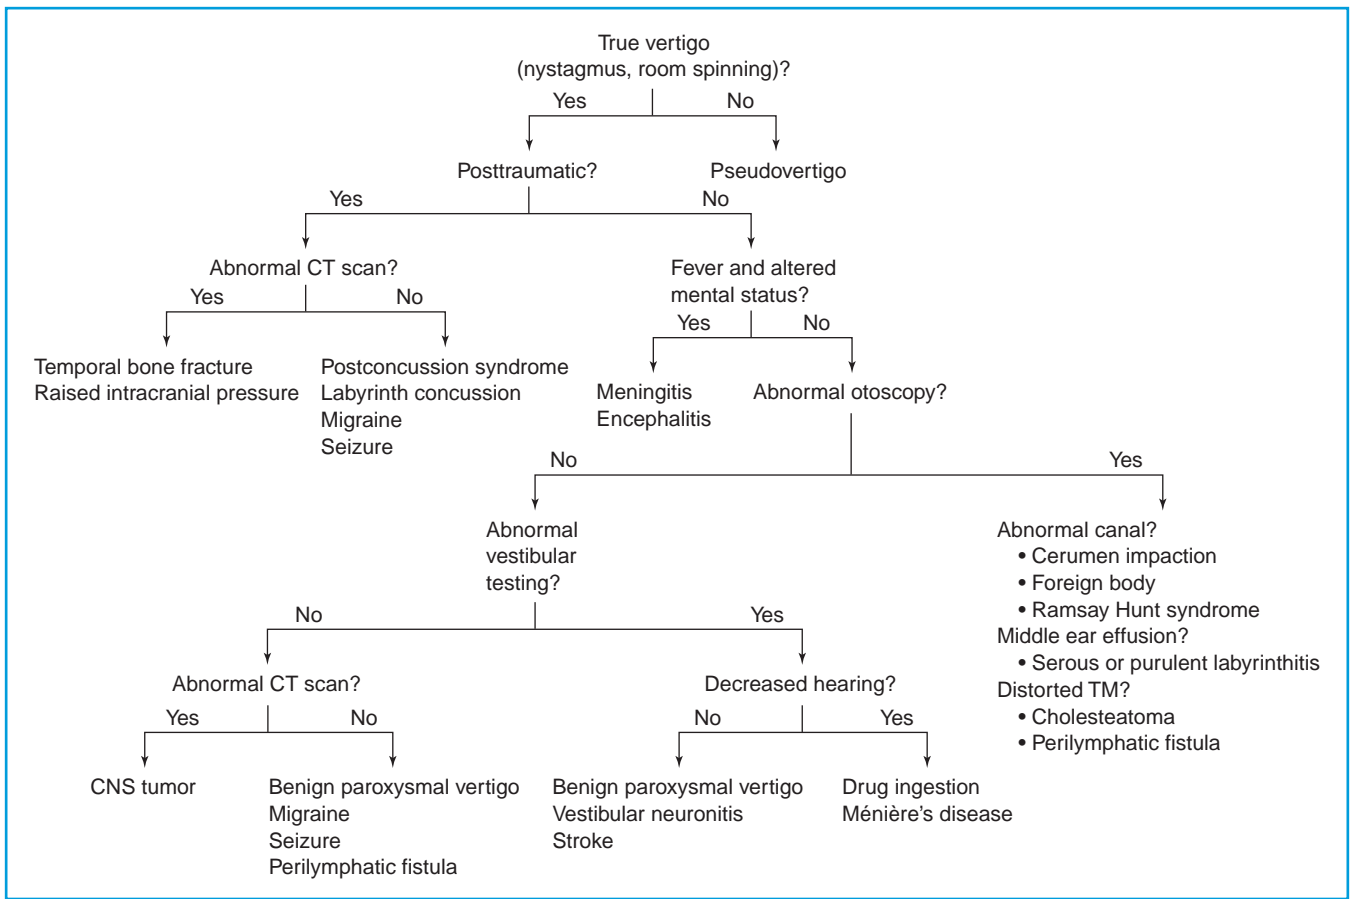 True vertigo
(nystagmus, room spinning)?
Yes
No
Posttraumatic?
Pseudovertigo
Yes
No
Abnormal CT scan?
Fever and altered
mental status?
Yes
No
Yes
No
Temporal bone fracture
Raised intracranial pressure
Postconcussion syndrome
Labyrinth concussion
Migraine
Seizure
Meningitis
Encephalitis
Abnormal otoscopy?
No
Yes
Abnormal
vestibular
testing?
Abnormal canal?
• Cerumen impaction
• Foreign body
• Ramsay Hunt syndrome
Middle ear effusion?
• Serous or purulent labyrinthitis
Distorted TM?
• Cholesteatoma
• Perilymphatic fistula
No
Yes
Abnormal CT scan?
Decreased hearing?
Yes
No
No
Yes
CNS tumor
Benign paroxysmal vertigo
Migraine
Seizure
Perilymphatic fistula
Benign paroxysmal vertigo
Vestibular neuronitis
Stroke
Drug ingestion
Ménière's disease